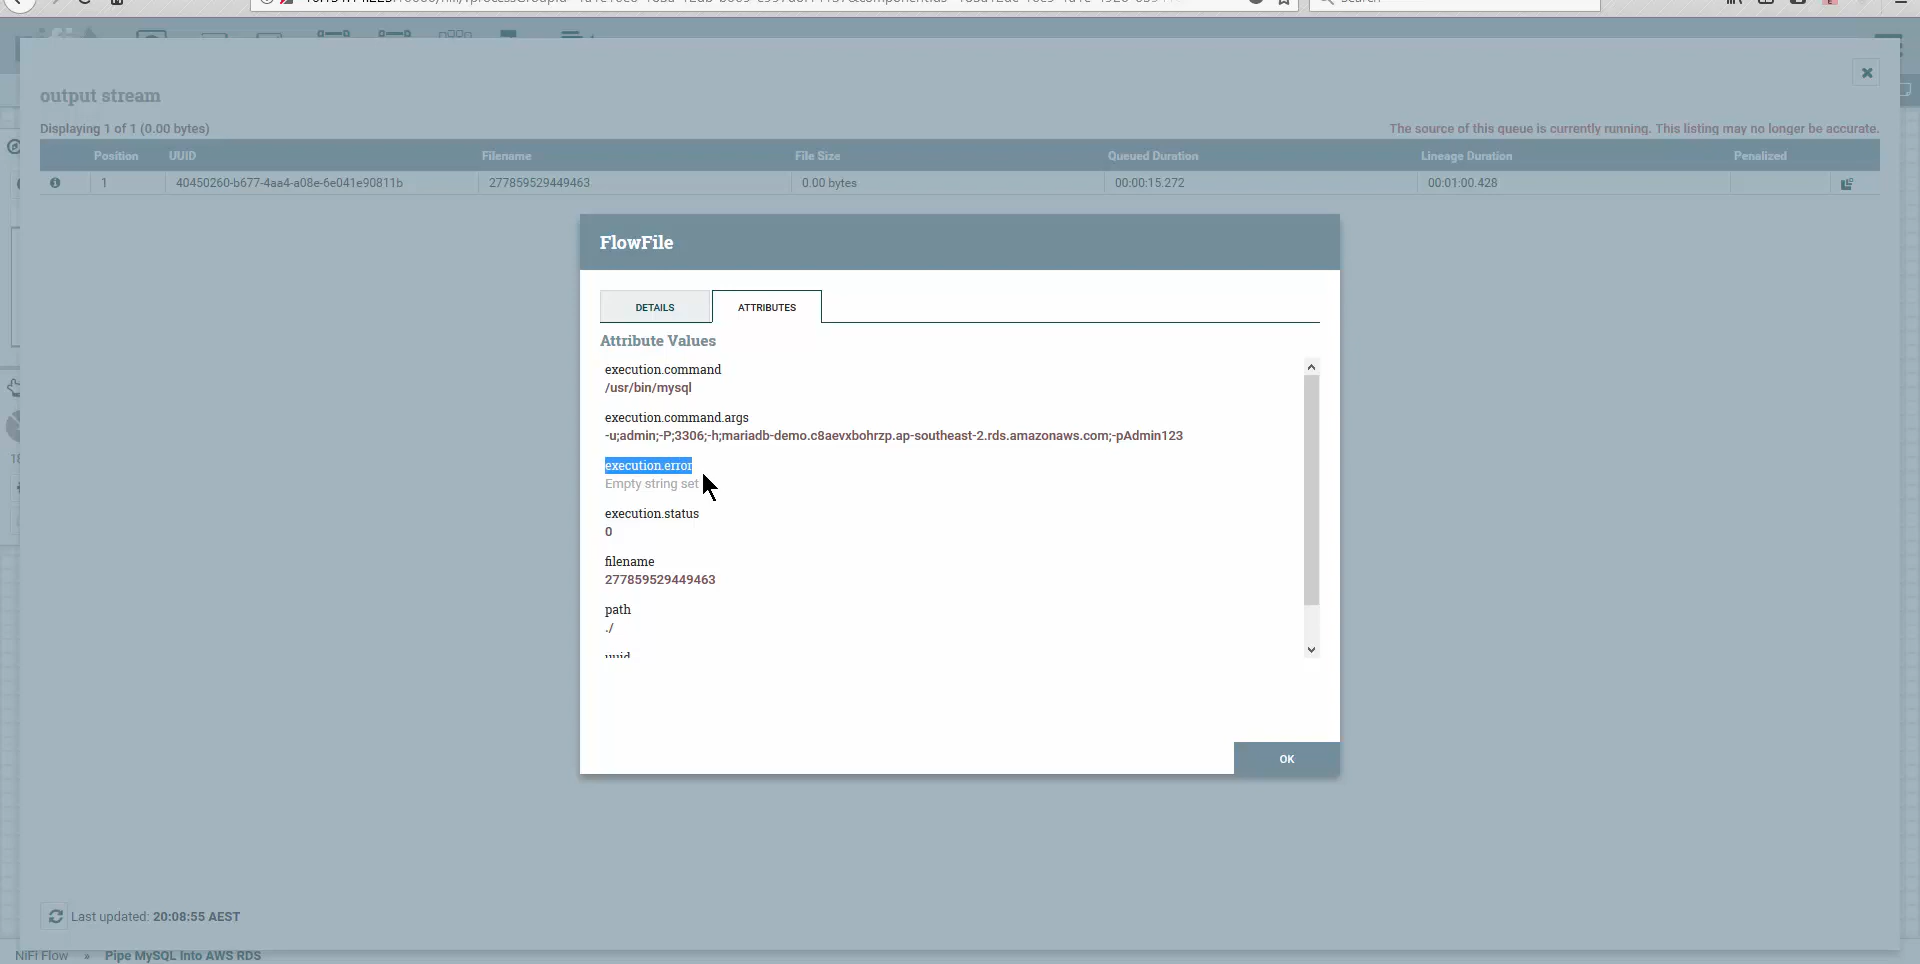 output stream
Displaying 1 of 1 (0.00 bytes)
The source of this queue is currently running. This listing may no longer be accurate.
Position UUID Filename File Size Queued Duration Lineage Duration Penalized
1 40450260-b677-4aa4-a08e-6e041e90811b 277859529449463 0.00 bytes 00:00:15.272 00:01:00.428
FlowFile
DETAILS ATTRIBUTES
Attribute Values
execution.command
/usr/bin/mysql
execution.command.args
-u;admin;-P;3306;-h;mariadb-demo.c8aevxbohrzp.ap-southeast-2.rds.amazonaws.com;-pAdmin123
execution.error
Empty string set
execution.status
0
filename
277859529449463
path
./
uuid
OK
Last updated: 20:08:55 AEST
NiFi Flow » Pipe MySQL Into AWS RDS